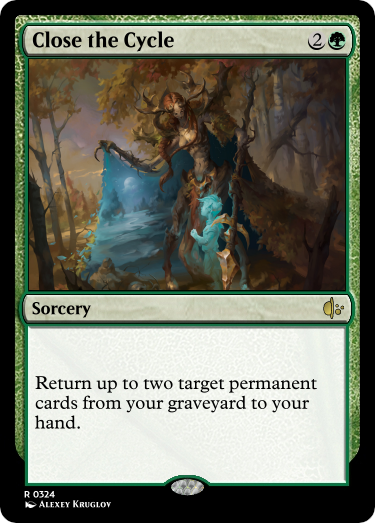 Close the Cycle 2
Sorcery
Return up to two target permanent
cards from your graveyard to your
hand.
R 0324
Alexey Kruglov